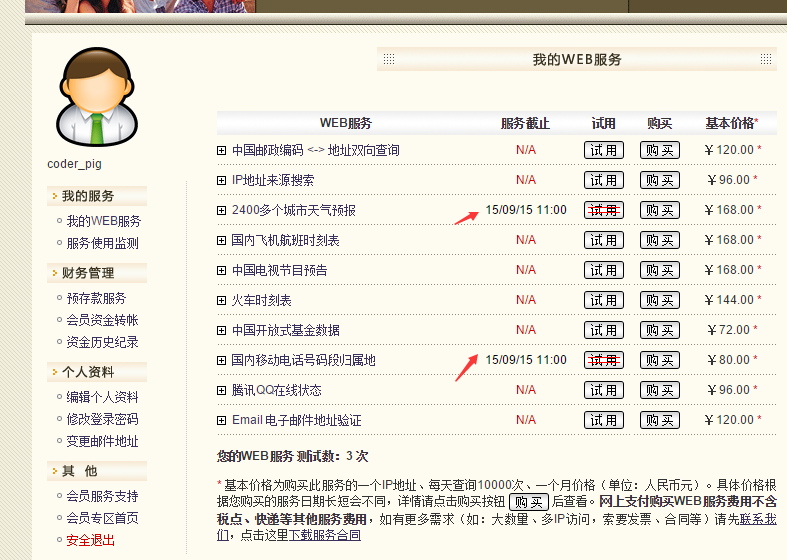 我的WEB服务
coder_pig
我的服务
我的WEB服务
服务使用监测
财务管理
预存款服务
会员资金转帐
资金历史纪录
个人资料
编辑个人资料
修改登录密码
变更邮件地址
其 他
会员服务支持
会员专区首页
安全退出
WEB服务 服务截止 试用 购买 基本价格*
中国邮政编码 <-> 地址双向查询 N/A 试用 购买 ¥ 120.00 *
IP地址来源搜索 N/A 试用 购买 ¥ 96.00 *
2400多个城市天气预报 15/09/15 11:00 试用 购买 ¥ 168.00 *
国内飞机航班时刻表 N/A 试用 购买 ¥ 168.00 *
中国电视节目预告 N/A 试用 购买 ¥ 168.00 *
火车时刻表 N/A 试用 购买 ¥ 144.00 *
中国开放式基金数据 N/A 试用 购买 ¥ 72.00 *
国内移动电话号码段归属地 15/09/15 11:00 试用 购买 ¥ 80.00 *
腾讯QQ在线状态 N/A 试用 购买 ¥ 96.00 *
Email 电子邮件地址验证 N/A 试用 购买 ¥ 120.00 *
您的WEB服务 测试数：3 次
* 基本价格为购买此服务的一个IP地址、每天查询10000次、一个月价格（单位：人民币元）。具体价格根
据您购买的服务日期长短会不同，详情请点击购买按钮 购买 后查看。网上支付购买WEB服务费用不含
税点、快递等其他服务费用，如有更多需求（如：大数量、多IP访问，索要发票、合同等）请先联系我
们，点击这里下载服务合同